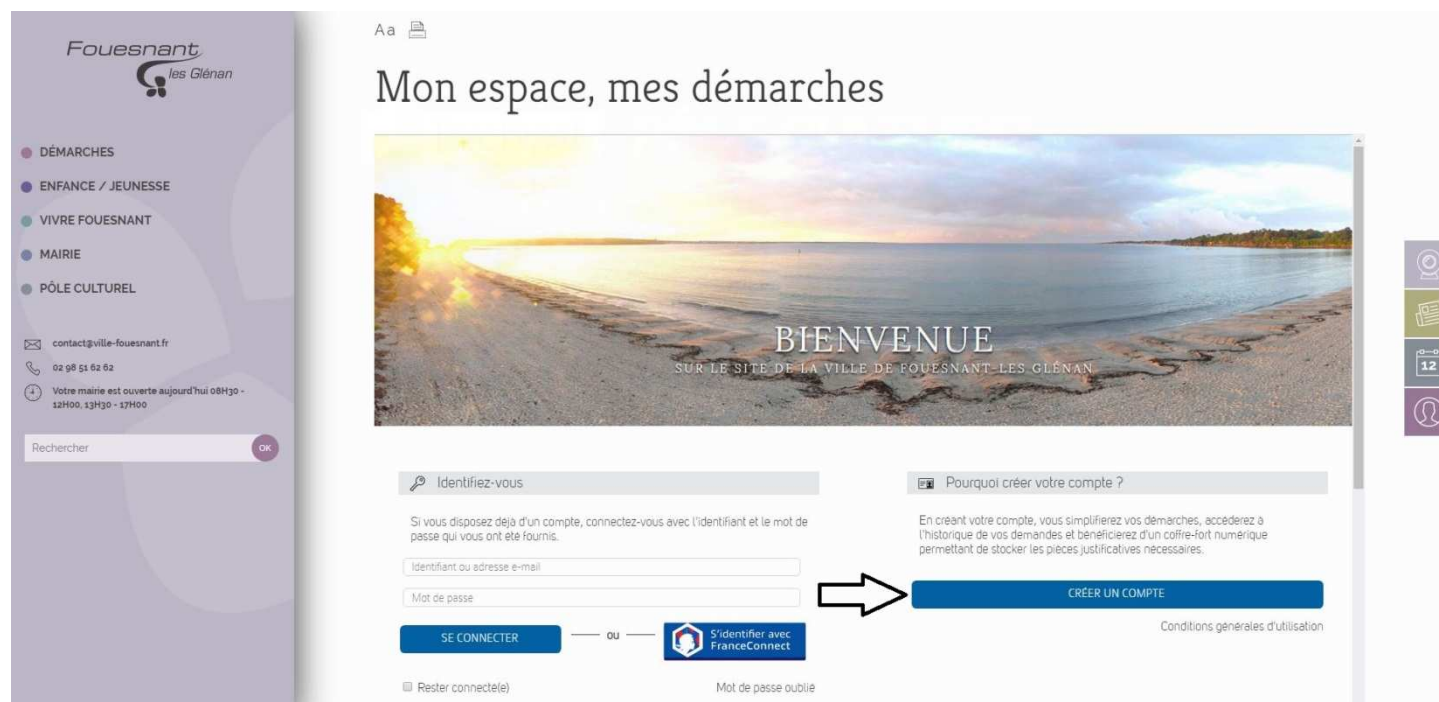 Fouesnant
les Glénan
DÉMARCHES
ENFANCE / JEUNESSE
VIVRE FOUESNANT
MAIRIE
PÔLE CULTUREL
contact@ville-fouesnant.fr
02 98 51 62 62
Votre mairie est ouverte aujourd'hui 08H30 -
12H00, 13H30 - 17H00
Rechercher
OK
Aa
Mon espace, mes démarches
BIENVENUE
SUR LE SITE DE LA VILLE DE FOUESNANT-LES GLÉNAN
12
Identifiez-vous
Si vous disposez déjà d'un compte, connectez-vous avec l'identifiant et le mot de
passe qui vous ont été fournis.
Identifiant ou adresse e-mail
Mot de passe
SE CONNECTER
ou
S'identifier avec
FranceConnect
Rester connecté(e)
Mot de passe oublié
Pourquoi créer votre compte ?
En créant votre compte, vous simplifierez vos démarches, accéderez à
l'historique de vos demandes et bénéficierez d'un coffre-fort numérique
permettant de stocker les pièces justificatives nécessaires.
CRÉER UN COMPTE
Conditions générales d'utilisation